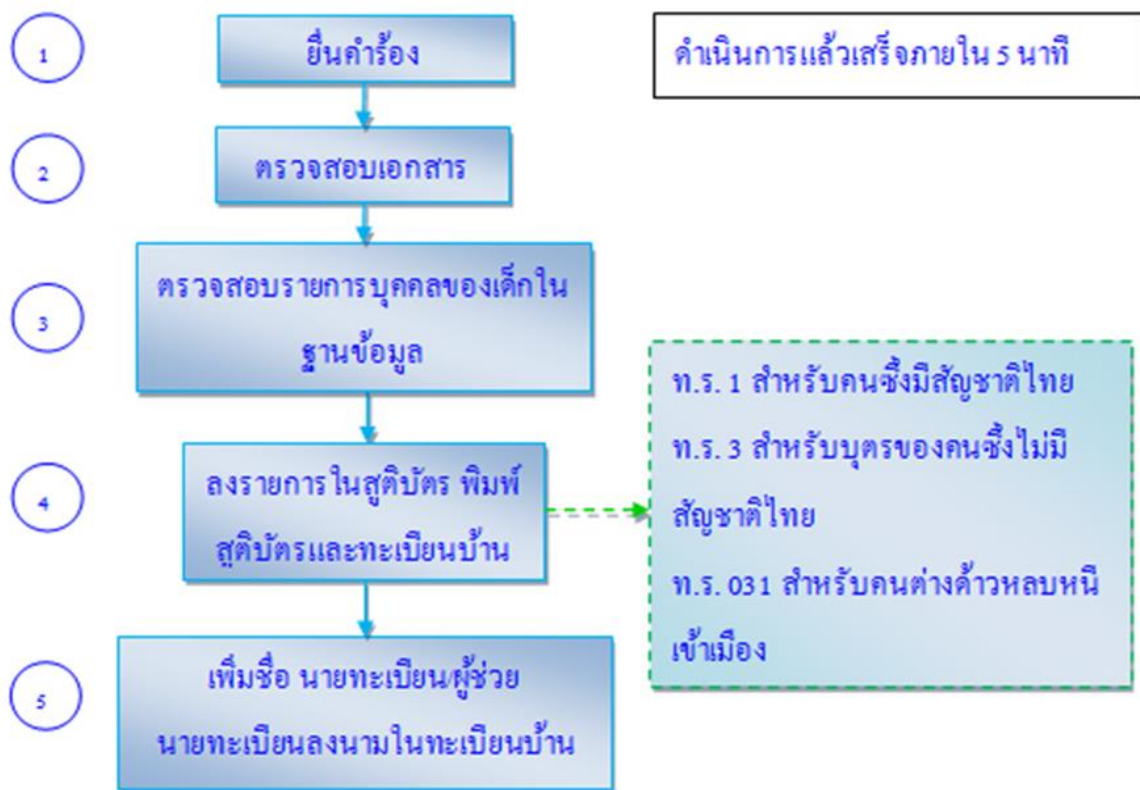 1
ยื่นคำร้อง
ดำเนินการแล้วเสร็จภายใน 5 นาที
2
ตรวจสอบเอกสาร
3
ตรวจสอบรายการบุคคลของเด็กใน
ฐานข้อมูล
4
ลงรายการในสูติบัตร พิมพ์
สูติบัตรและทะเบียนบ้าน
ท.ร. 1 สำหรับคนซึ่งมีสัญชาติไทย
ท.ร. 3 สำหรับบุตรของคนซึ่งไม่มี
สัญชาติไทย
ท.ร. 031 สำหรับคนต่างด้าวหลบหนี
เข้าเมือง
5
เพิ่มชื่อ นายทะเบียน/ผู้ช่วย
นายทะเบียนลงนามในทะเบียนบ้าน